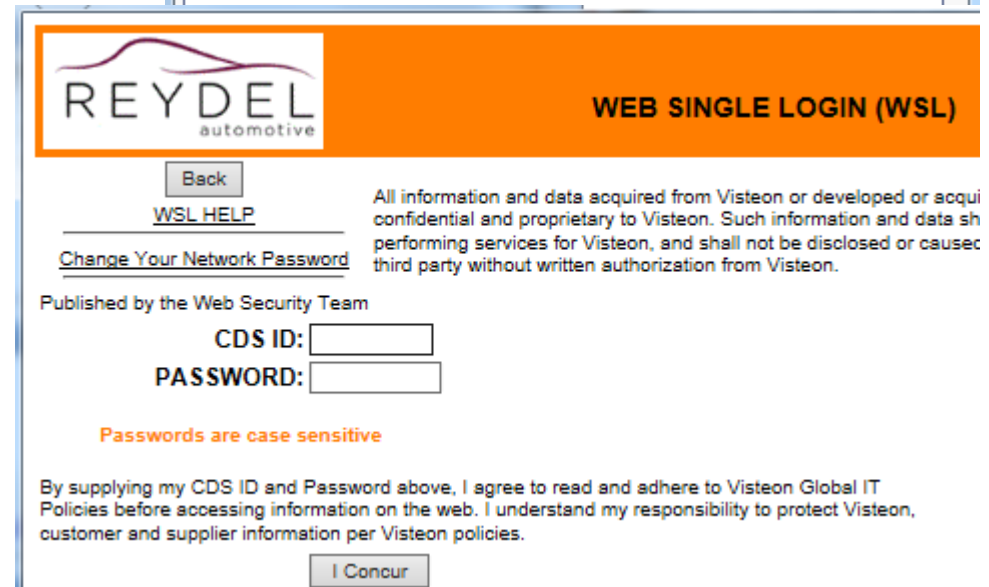 REYDEL
automotive
WEB SINGLE LOGIN (WSL)
Back
WSL HELP
Change Your Network Password
All information and data acquired from Visteon or developed or acqui
confidential and proprietary to Visteon. Such information and data sh
performing services for Visteon, and shall not be disclosed or caused
third party without written authorization from Visteon.
Published by the Web Security Team
CDS ID:
PASSWORD:
Passwords are case sensitive
By supplying my CDS ID and Password above, I agree to read and adhere to Visteon Global IT
Policies before accessing information on the web. I understand my responsibility to protect Visteon,
customer and supplier information per Visteon policies.
I Concur